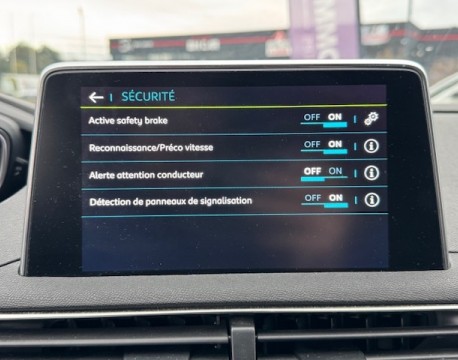 ← | SÉCURITÉ
Active safety brake OFF ON
Reconnaissance/Préco vitesse OFF ON
Alerte attention conducteur OFF ON
Détection de panneaux de signalisation OFF ON